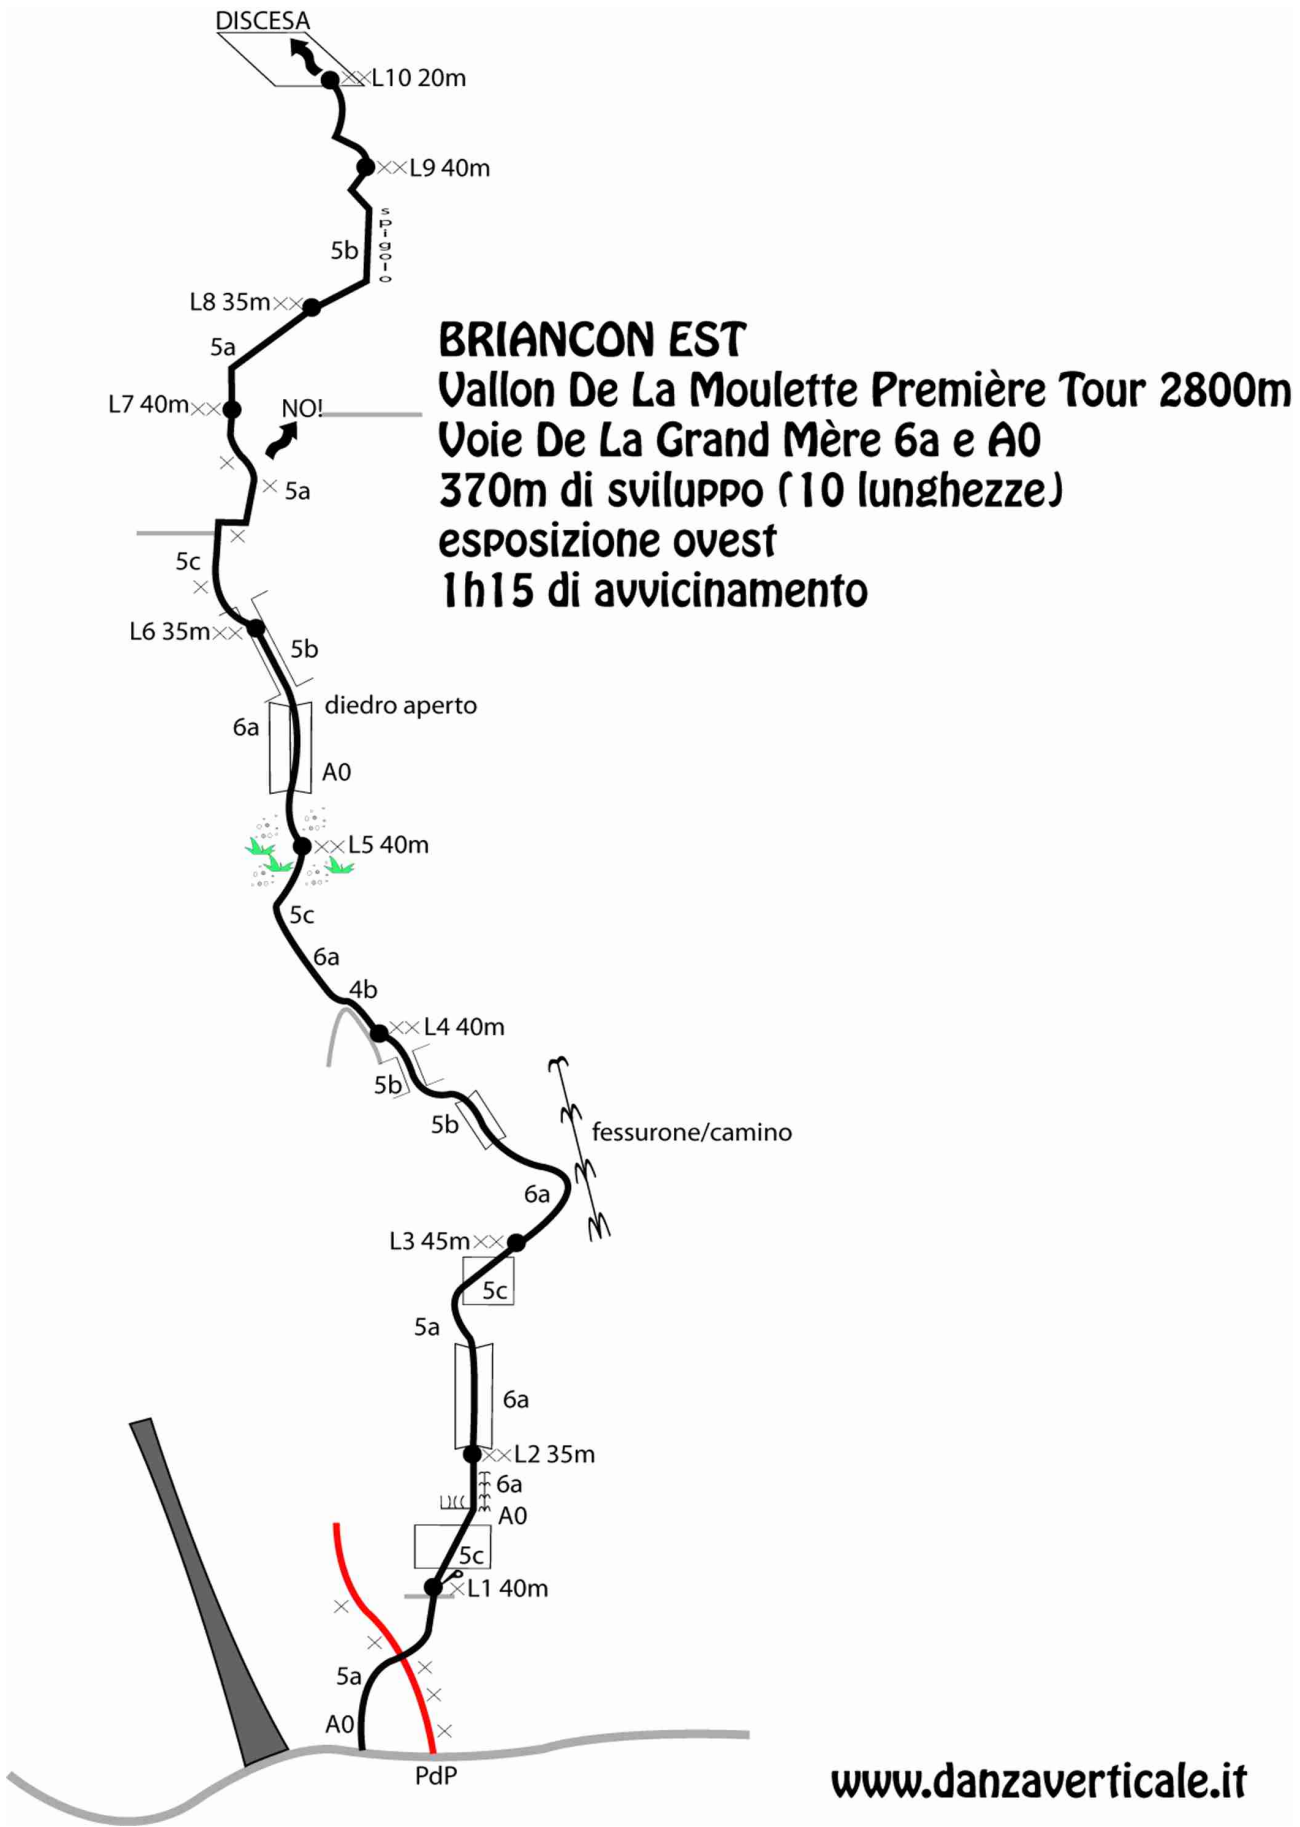 DISCESA
L10 20m
L9 40m
spigolo
5b
L8 35m
5a
BRIANCON EST
Vallon De La Moulette Première Tour 2800m
Voie De La Grand Mère 6a e A0
370m di sviluppo (10 lunghezze)
esposizione ovest
1h15 di avvicinamento
L7 40m
NO!
5a
5c
L6 35m
5b
diedro aperto
6a
A0
L5 40m
5c
6a
4b
L4 40m
5b
5b
fessurone/camino
6a
L3 45m
5c
5a
6a
L2 35m
6a
A0
5c
L1 40m
5a
A0
PdP
www.danzaverticale.it